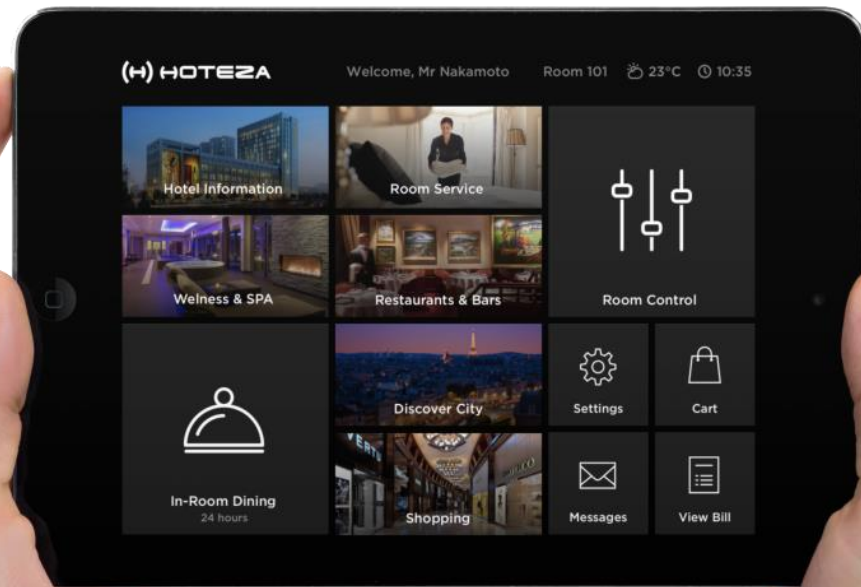 (H) HOTEZA
Welcome, Mr Nakamoto
Room 101
23°C
10:35
Hotel Information
Room Service
Room Control
Welness & SPA
Restaurants & Bars
In-Room Dining
24 hours
Discover City
Settings
Cart
VERTU
Shopping
Messages
View Bill